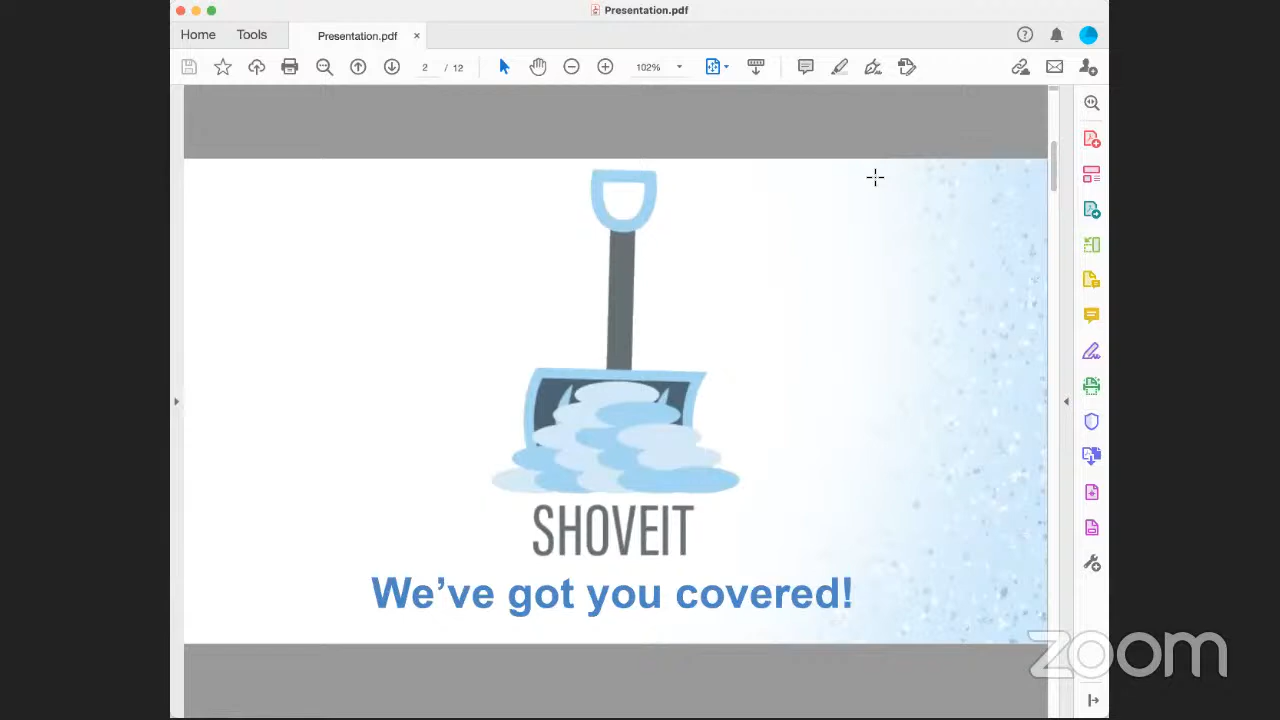 Presentation.pdf
Home
Tools
Presentation.pdf
2 / 12
102%
SHOVEIT
We've got you covered!
zoom